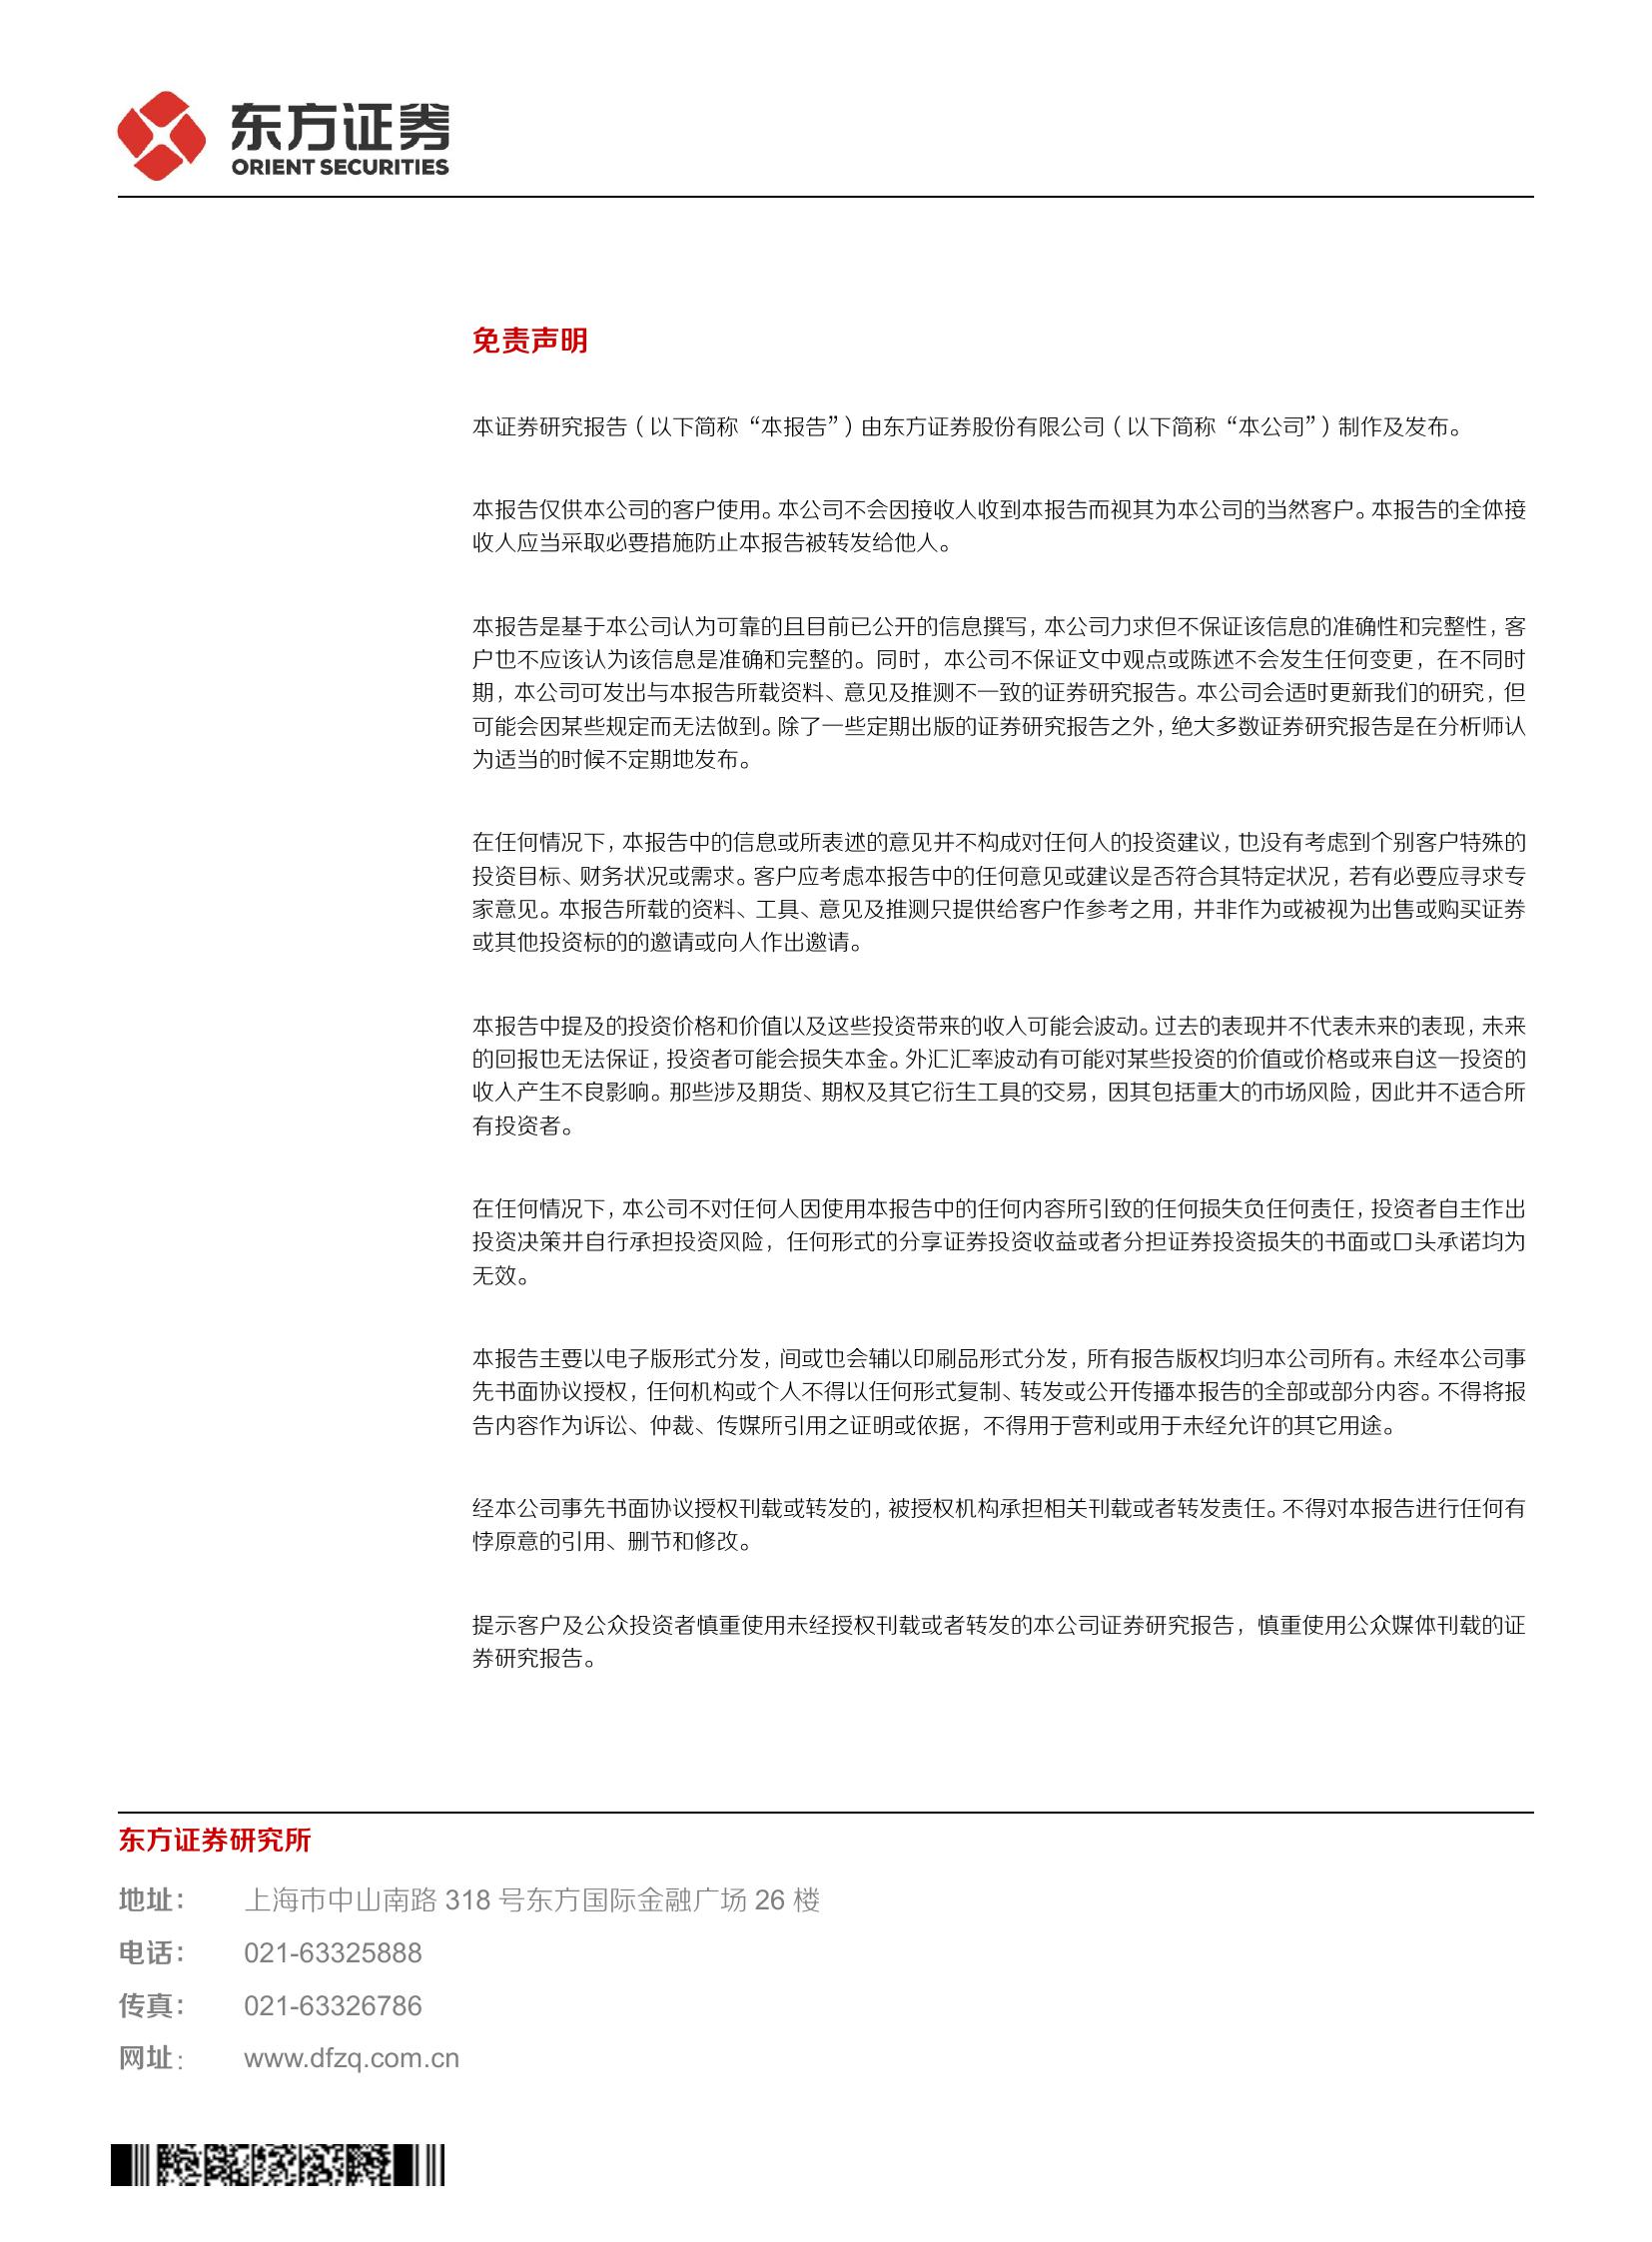 东方证券
ORIENT SECURITIES
免责声明
本证券研究报告（以下简称“本报告”）由东方证券股份有限公司（以下简称“本公司”）制作及发布。
本报告仅供本公司的客户使用。本公司不会因接收人收到本报告而视其为本公司的当然客户。本报告的全体接
收人应当采取必要措施防止本报告被转发给他人。
本报告是基于本公司认为可靠的且目前已公开的信息撰写，本公司力求但不保证该信息的准确性和完整性，客
户也不应该认为该信息是准确和完整的。同时，本公司不保证文中观点或陈述不会发生任何变更，在不同时
期，本公司可发出与本报告所载资料、意见及推测不一致的证券研究报告。本公司会适时更新我们的研究，但
可能会因某些规定而无法做到。除了一些定期出版的证券研究报告之外，绝大多数证券研究报告是在分析师认
为适当的时候不定期地发布。
在任何情况下，本报告中的信息或所表述的意见并不构成对任何人的投资建议，也没有考虑到个别客户特殊的
投资目标、财务状况或需求。客户应考虑本报告中的任何意见或建议是否符合其特定状况，若有必要应寻求专
家意见。本报告所载的资料、工具、意见及推测只提供给客户作参考之用，并非作为或被视为出售或购买证券
或其他投资标的的邀请或向人作出邀请。
本报告中提及的投资价格和价值以及这些投资带来的收入可能会波动。过去的表现并不代表未来的表现，未来
的回报也无法保证，投资者可能会损失本金。外汇汇率波动有可能对某些投资的价值或价格或来自这一投资的
收入产生不良影响。那些涉及期货、期权及其它衍生工具的交易，因其包括重大的市场风险，因此并不适合所
有投资者。
在任何情况下，本公司不对任何人因使用本报告中的任何内容所引致的任何损失负任何责任，投资者自主作出
投资决策并自行承担投资风险，任何形式的分享证券投资收益或者分担证券投资损失的书面或口头承诺均为
无效。
本报告主要以电子版形式分发，间或也会辅以印刷品形式分发，所有报告版权均归本公司所有。未经本公司事
先书面协议授权，任何机构或个人不得以任何形式复制、转发或公开传播本报告的全部或部分内容。不得将报
告内容作为诉讼、仲裁、传媒所引用之证明或依据，不得用于营利或用于未经允许的其它用途。
经本公司事先书面协议授权刊载或转发的，被授权机构承担相关刊载或者转发责任。不得对本报告进行任何有
悖原意的引用、删节和修改。
提示客户及公众投资者慎重使用未经授权刊载或者转发的本公司证券研究报告，慎重使用公众媒体刊载的证
券研究报告。
东方证券研究所
地址： 上海市中山南路 318 号东方国际金融广场 26 楼
电话： 021-63325888
传真： 021-63326786
网址： www.dfzq.com.cn